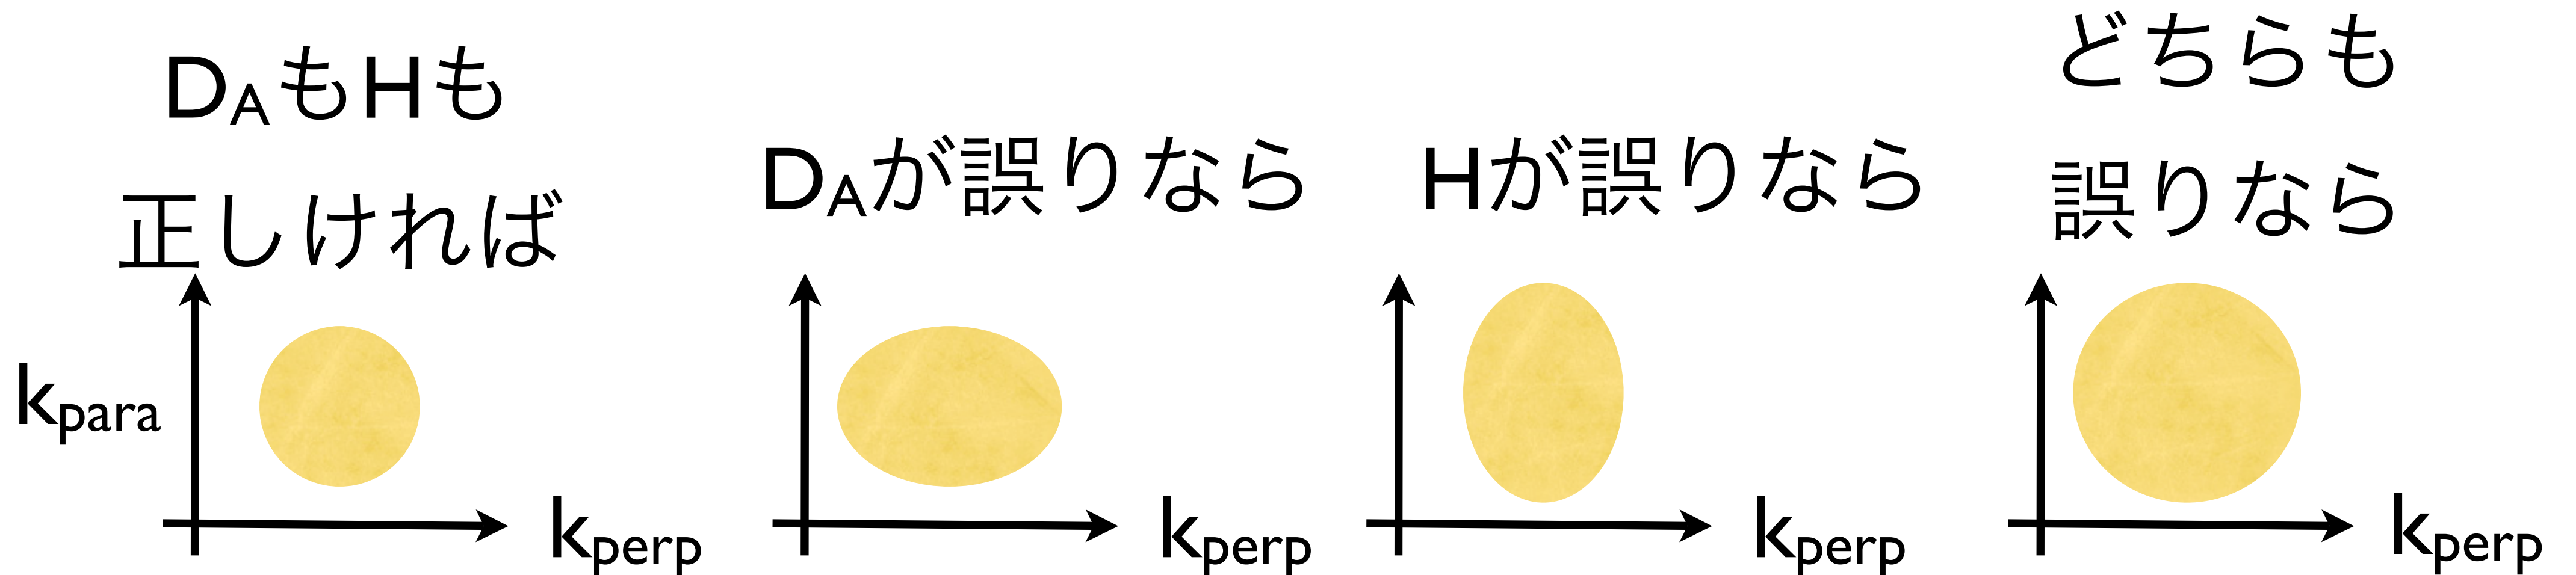 DAもHも
正しければ
kpara
kperp
DAが誤りなら
kperp
Hが誤りなら
kperp
どちらも
誤りなら
kperp